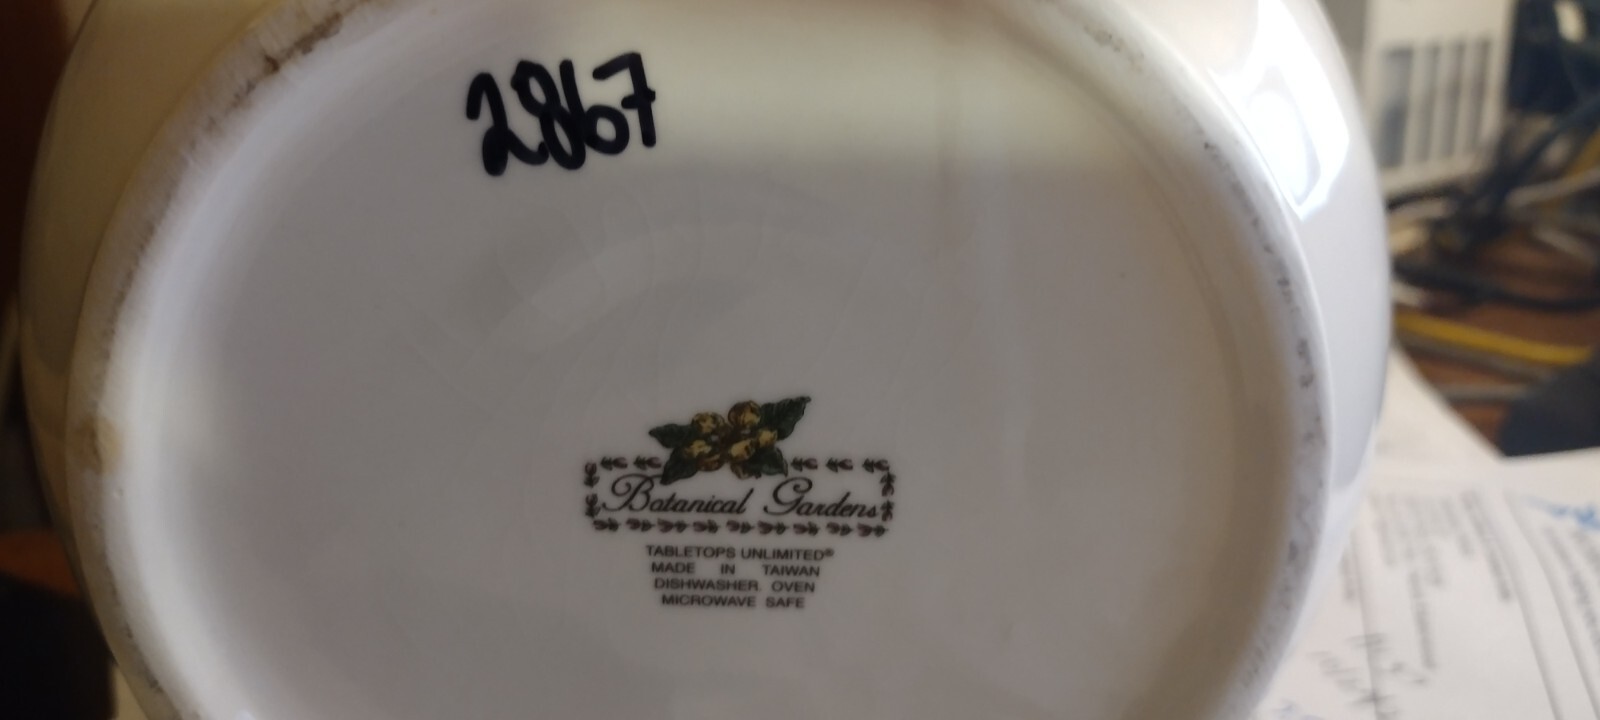 2867
Botanical Gardens
TABLETOPS UNLIMITED®
MADE IN TAIWAN
DISHWASHER. OVEN
MICROWAVE SAFE